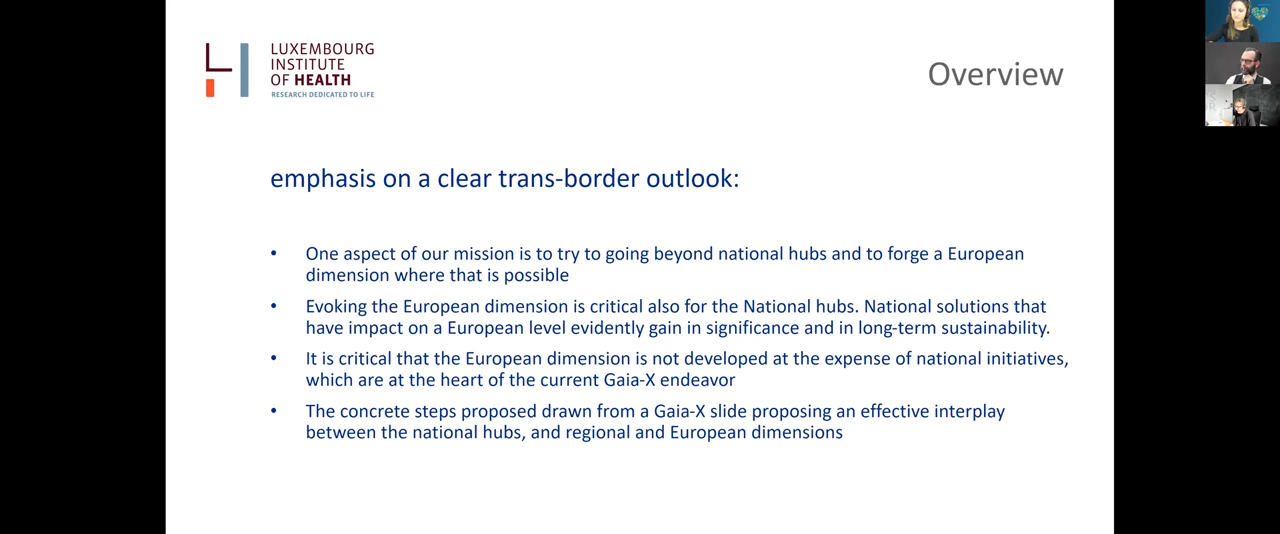 LUXEMBOURG
INSTITUTE
OF HEALTH
RESEARCH DEDICATED TO LIFE
Overview
emphasis on a clear trans-border outlook:
• One aspect of our mission is to try to going beyond national hubs and to forge a European
dimension where that is possible
• Evoking the European dimension is critical also for the National hubs. National solutions that
have impact on a European level evidently gain in significance and in long-term sustainability.
• It is critical that the European dimension is not developed at the expense of national initiatives,
which are at the heart of the current Gaia-X endeavor
• The concrete steps proposed drawn from a Gaia-X slide proposing an effective interplay
between the national hubs, and regional and European dimensions